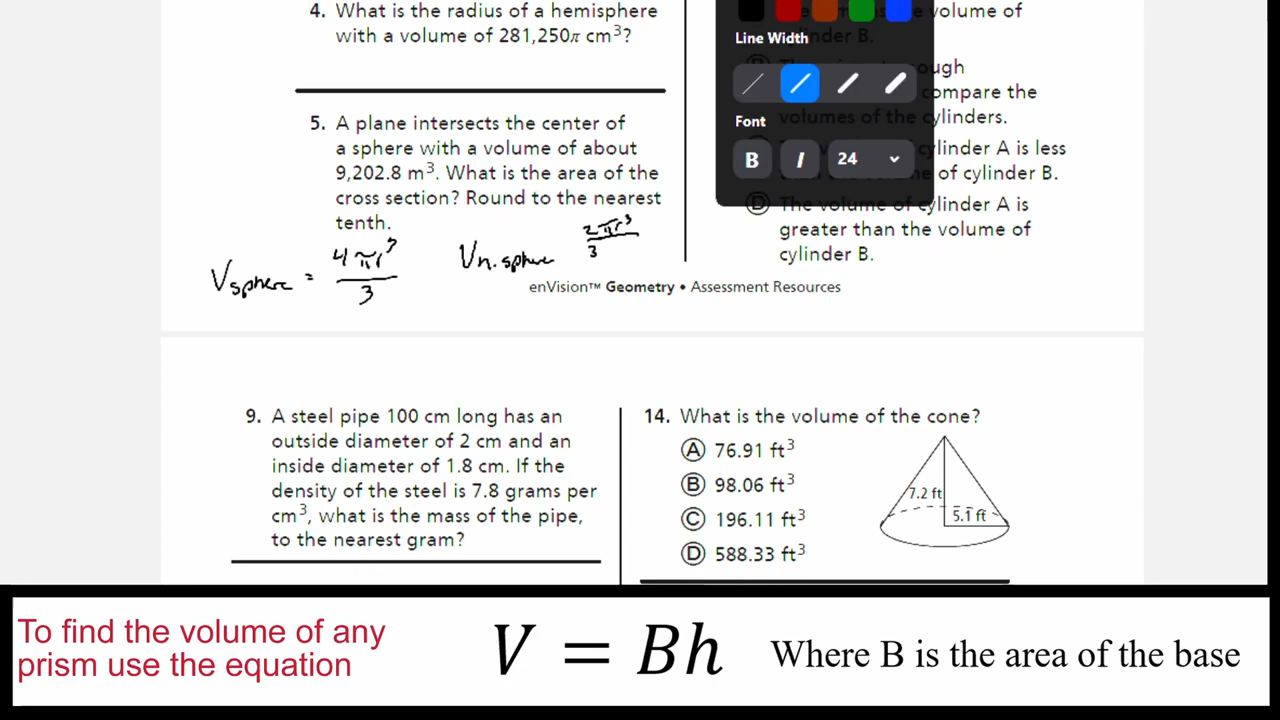 4. What is the radius of a hemisphere
with a volume of 281,250π cm³?
5. A plane intersects the center of
a sphere with a volume of about
9,202.8 m³. What is the area of the
cross section? Round to the nearest
tenth.
V sphere = 4πr³
3
V h. sphere 2πr³
3
volume of
cylinder B.
Line Width
compare the
volumes of the cylinders.
Font
cylinder A is less
of cylinder B.
B I 24
D The volume of cylinder A is
greater than the volume of
cylinder B.
enVision™ Geometry • Assessment Resources
9. A steel pipe 100 cm long has an
outside diameter of 2 cm and an
inside diameter of 1.8 cm. If the
density of the steel is 7.8 grams per
cm³, what is the mass of the pipe,
to the nearest gram?
14. What is the volume of the cone?
A 76.91 ft³
B 98.06 ft³
C 196.11 ft³
D 588.33 ft³
7.2 ft
5.1 ft
To find the volume of any
prism use the equation
V = Bh
Where B is the area of the base